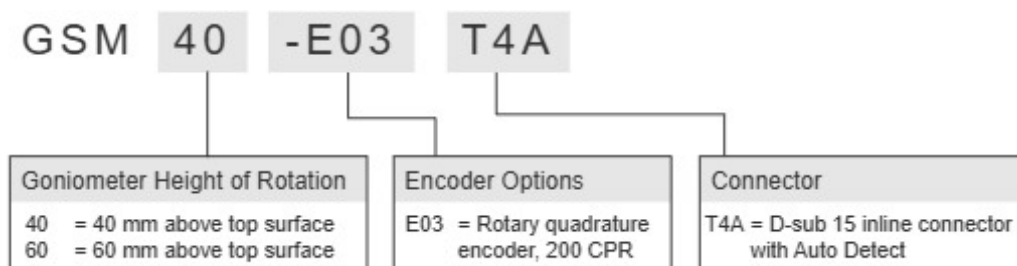 GSM 40 -E03 T4A
Goniometer Height of Rotation
40 = 40 mm above top surface
60 = 60 mm above top surface
Encoder Options
E03 = Rotary quadrature
encoder, 200 CPR
Connector
T4A = D-sub 15 inline connector
with Auto Detect